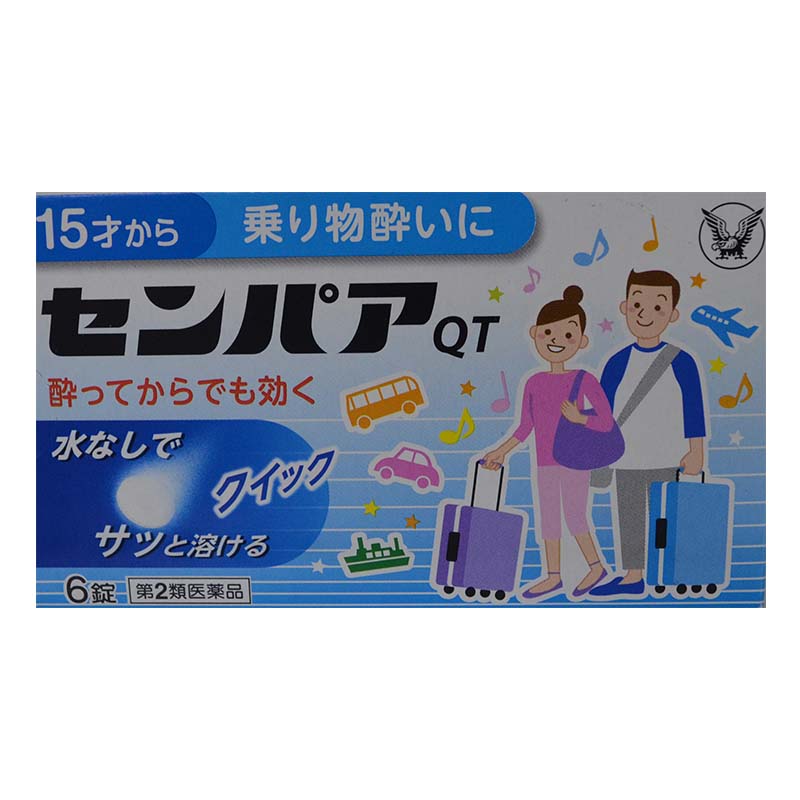 15才から 乗り物酔いに
センパア QT
酔ってからでも効く
水なしで
クイック
サッと溶ける
6錠 第2類医薬品